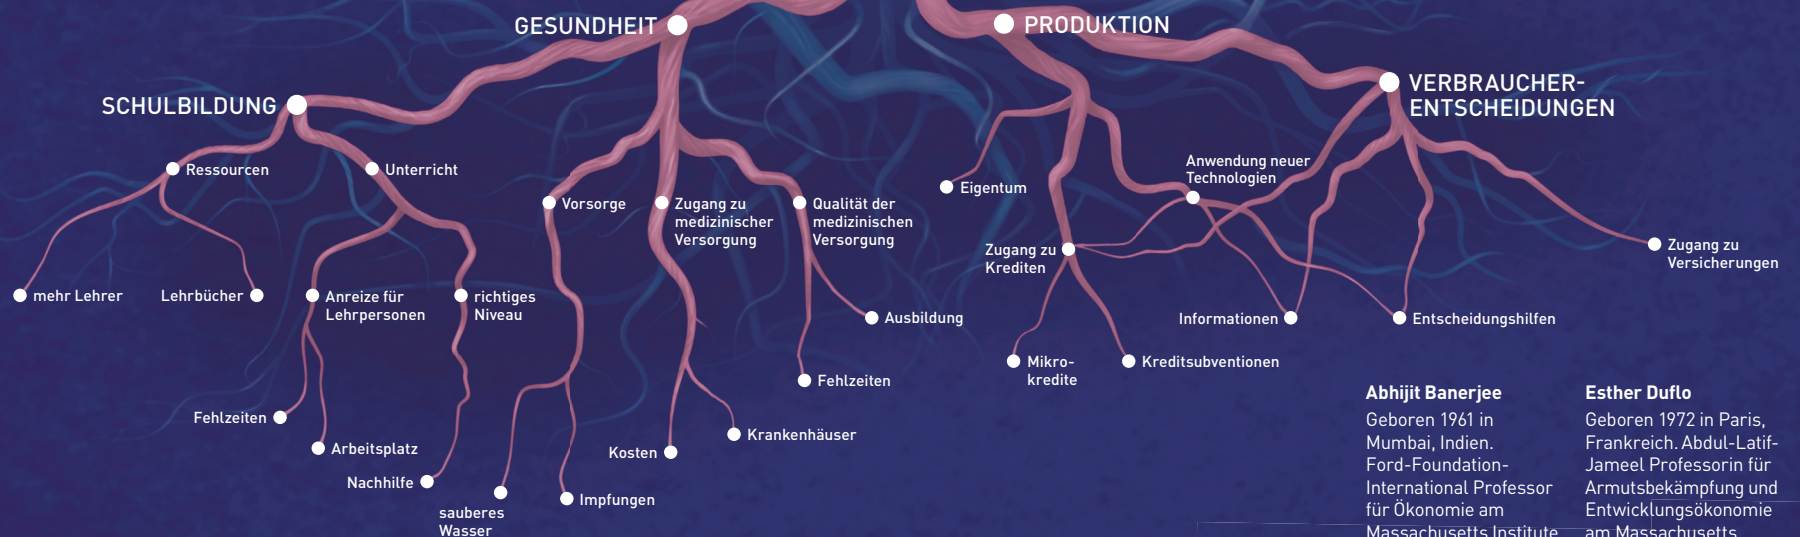 GESUNDHEIT
PRODUKTION
SCHULBILDUNG
VERBRAUCHER-
ENTSCHEIDUNGEN
Ressourcen
Unterricht
Vorsorge
Zugang zu
medizinischer
Versorgung
Qualität der
medizinischen
Versorgung
Eigentum
Anwendung neuer
Technologien
Zugang zu
Krediten
Zugang zu
Versicherungen
mehr Lehrer
Lehrbücher
Anreize für
Lehrpersonen
richtiges
Niveau
Ausbildung
Informationen
Entscheidungshilfen
Fehlzeiten
Mikro-
kredite
Kreditsubventionen
Fehlzeiten
Arbeitsplatz
Nachhilfe
sauberes
Wasser
Impfungen
Kosten
Krankenhäuser
Abhijit Banerjee
Geboren 1961 in
Mumbai, Indien.
Ford-Foundation-
International Professor
für Ökonomie am
Massachusetts Institute
Esther Duflo
Geboren 1972 in Paris,
Frankreich. Abdul-Latif-
Jameel Professorin für
Armutsbekämpfung und
Entwicklungsökonomie
am Massachusetts